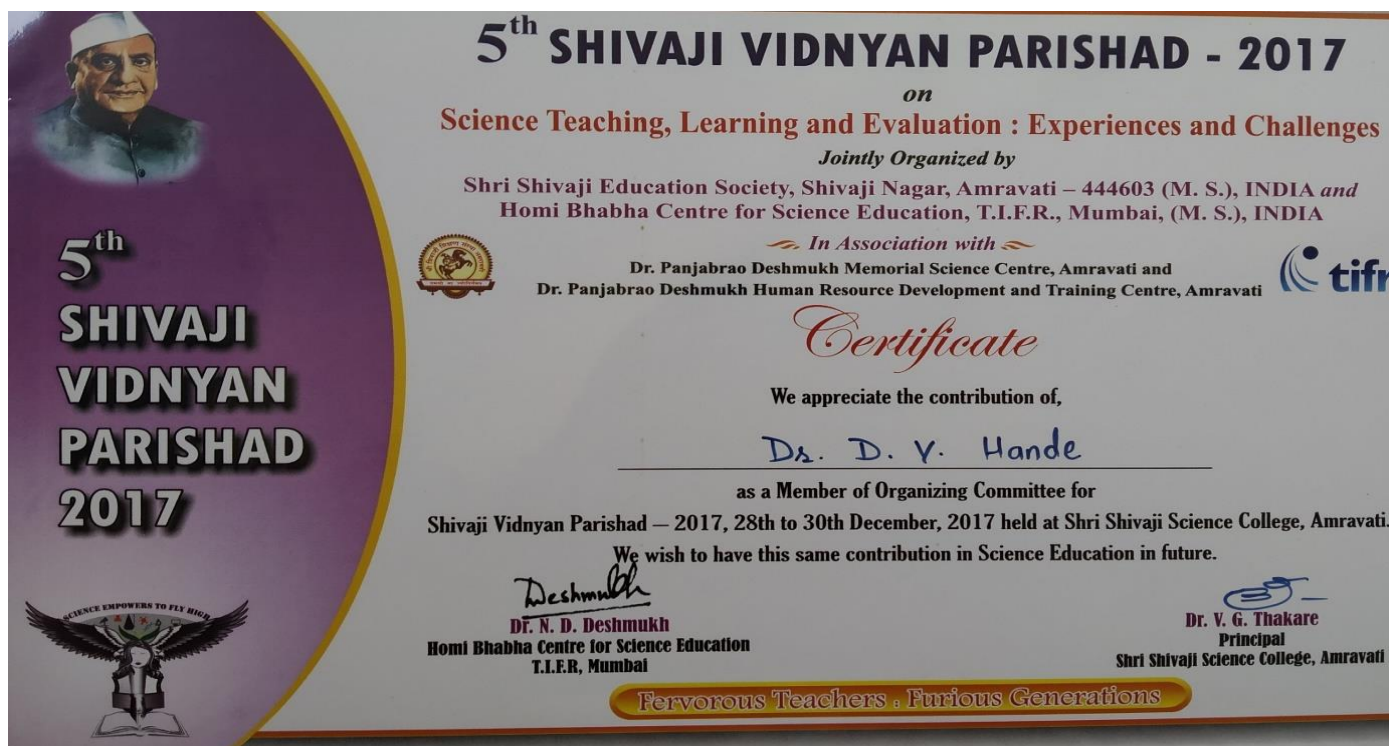 5th
SHIVAJI
VIDNYAN
PARISHAD
2017
SCIENCE EMPOWERS TO FLY HIGH
5th SHIVAJI VIDNYAN PARISHAD - 2017
on
Science Teaching, Learning and Evaluation : Experiences and Challenges
Jointly Organized by
Shri Shivaji Education Society, Shivaji Nagar, Amravati – 444603 (M. S.), INDIA and
Homi Bhabha Centre for Science Education, T.I.F.R., Mumbai, (M. S.), INDIA
In Association with
Dr. Panjabrao Deshmukh Memorial Science Centre, Amravati and
Dr. Panjabrao Deshmukh Human Resource Development and Training Centre, Amravati
tifr
Certificate
We appreciate the contribution of,
Dr. D. V. Hande
as a Member of Organizing Committee for
Shivaji Vidnyan Parishad – 2017, 28th to 30th December, 2017 held at Shri Shivaji Science College, Amravati.
We wish to have this same contribution in Science Education in future.
Deshmukh
Dr. N. D. Deshmukh
Homi Bhabha Centre for Science Education
T.I.F.R, Mumbai
Dr. V. G. Thakare
Principal
Shri Shivaji Science College, Amravati
Fervorous Teachers : Furious Generations